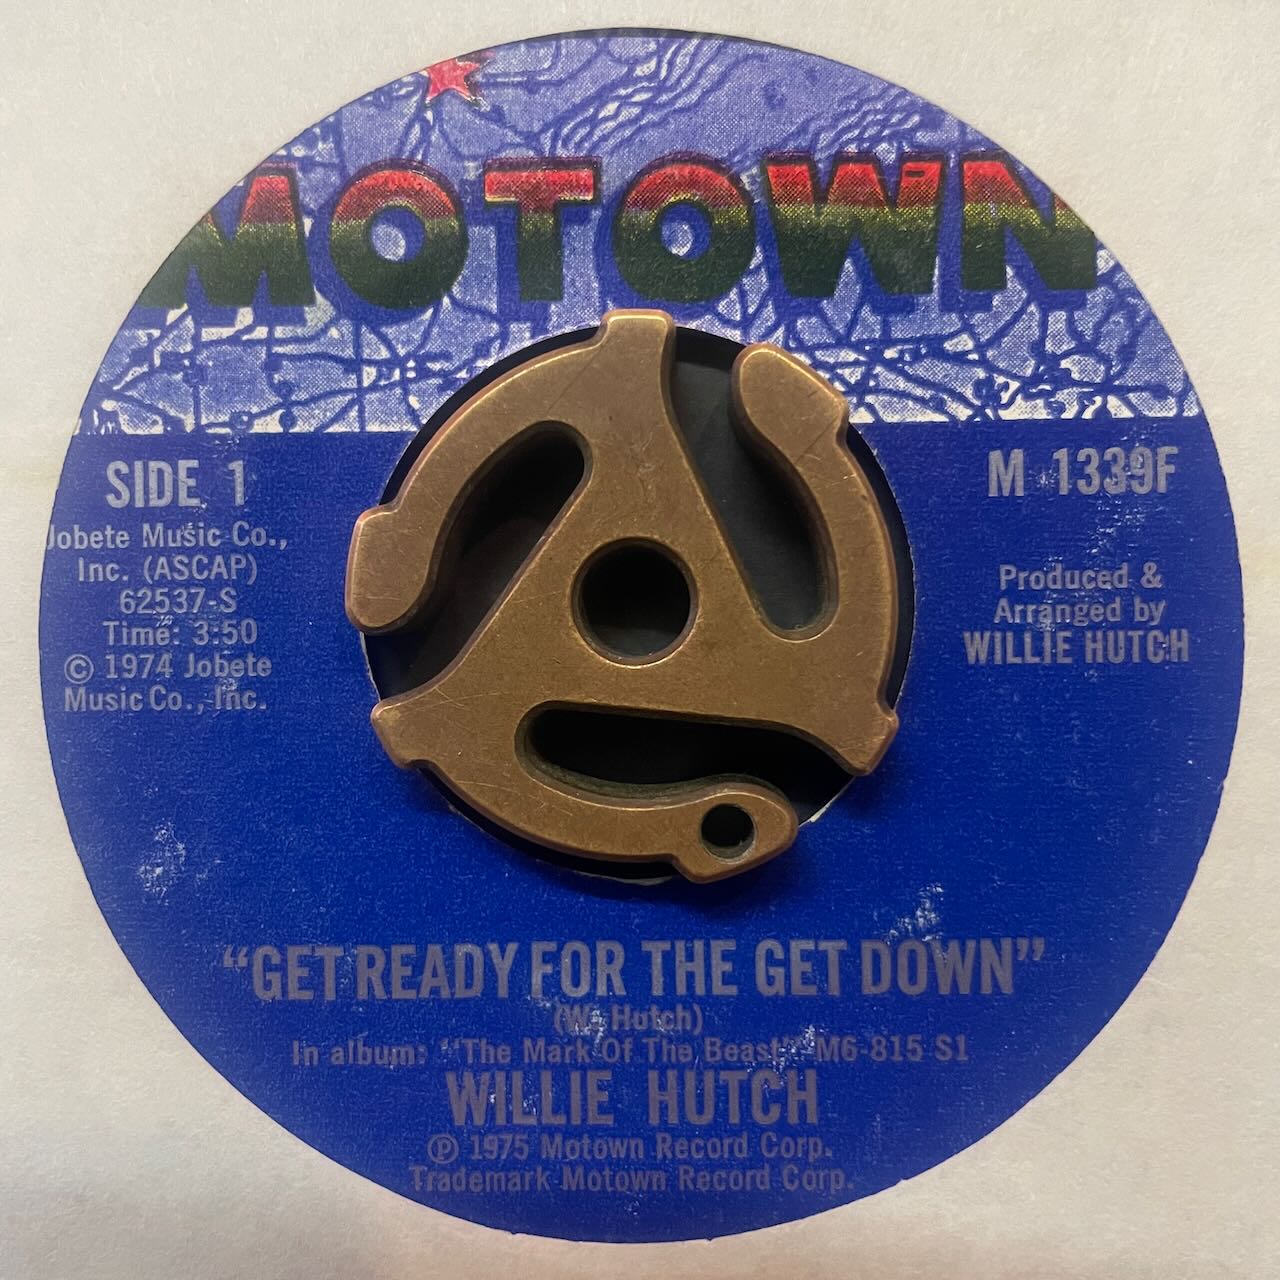 MOTOWN
SIDE 1
Jobete Music Co.,
Inc. (ASCAP)
62537-S
Time: 3:50
© 1974 Jobete
Music Co., Inc.
M 1339F
Produced &
Arranged by
WILLIE HUTCH
“GET READY FOR THE GET DOWN”
(W. Hutch)
In album: “The Mark Of The Beast” M6-815 S1
WILLIE HUTCH
℗ 1975 Motown Record Corp.
Trademark Motown Record Corp.